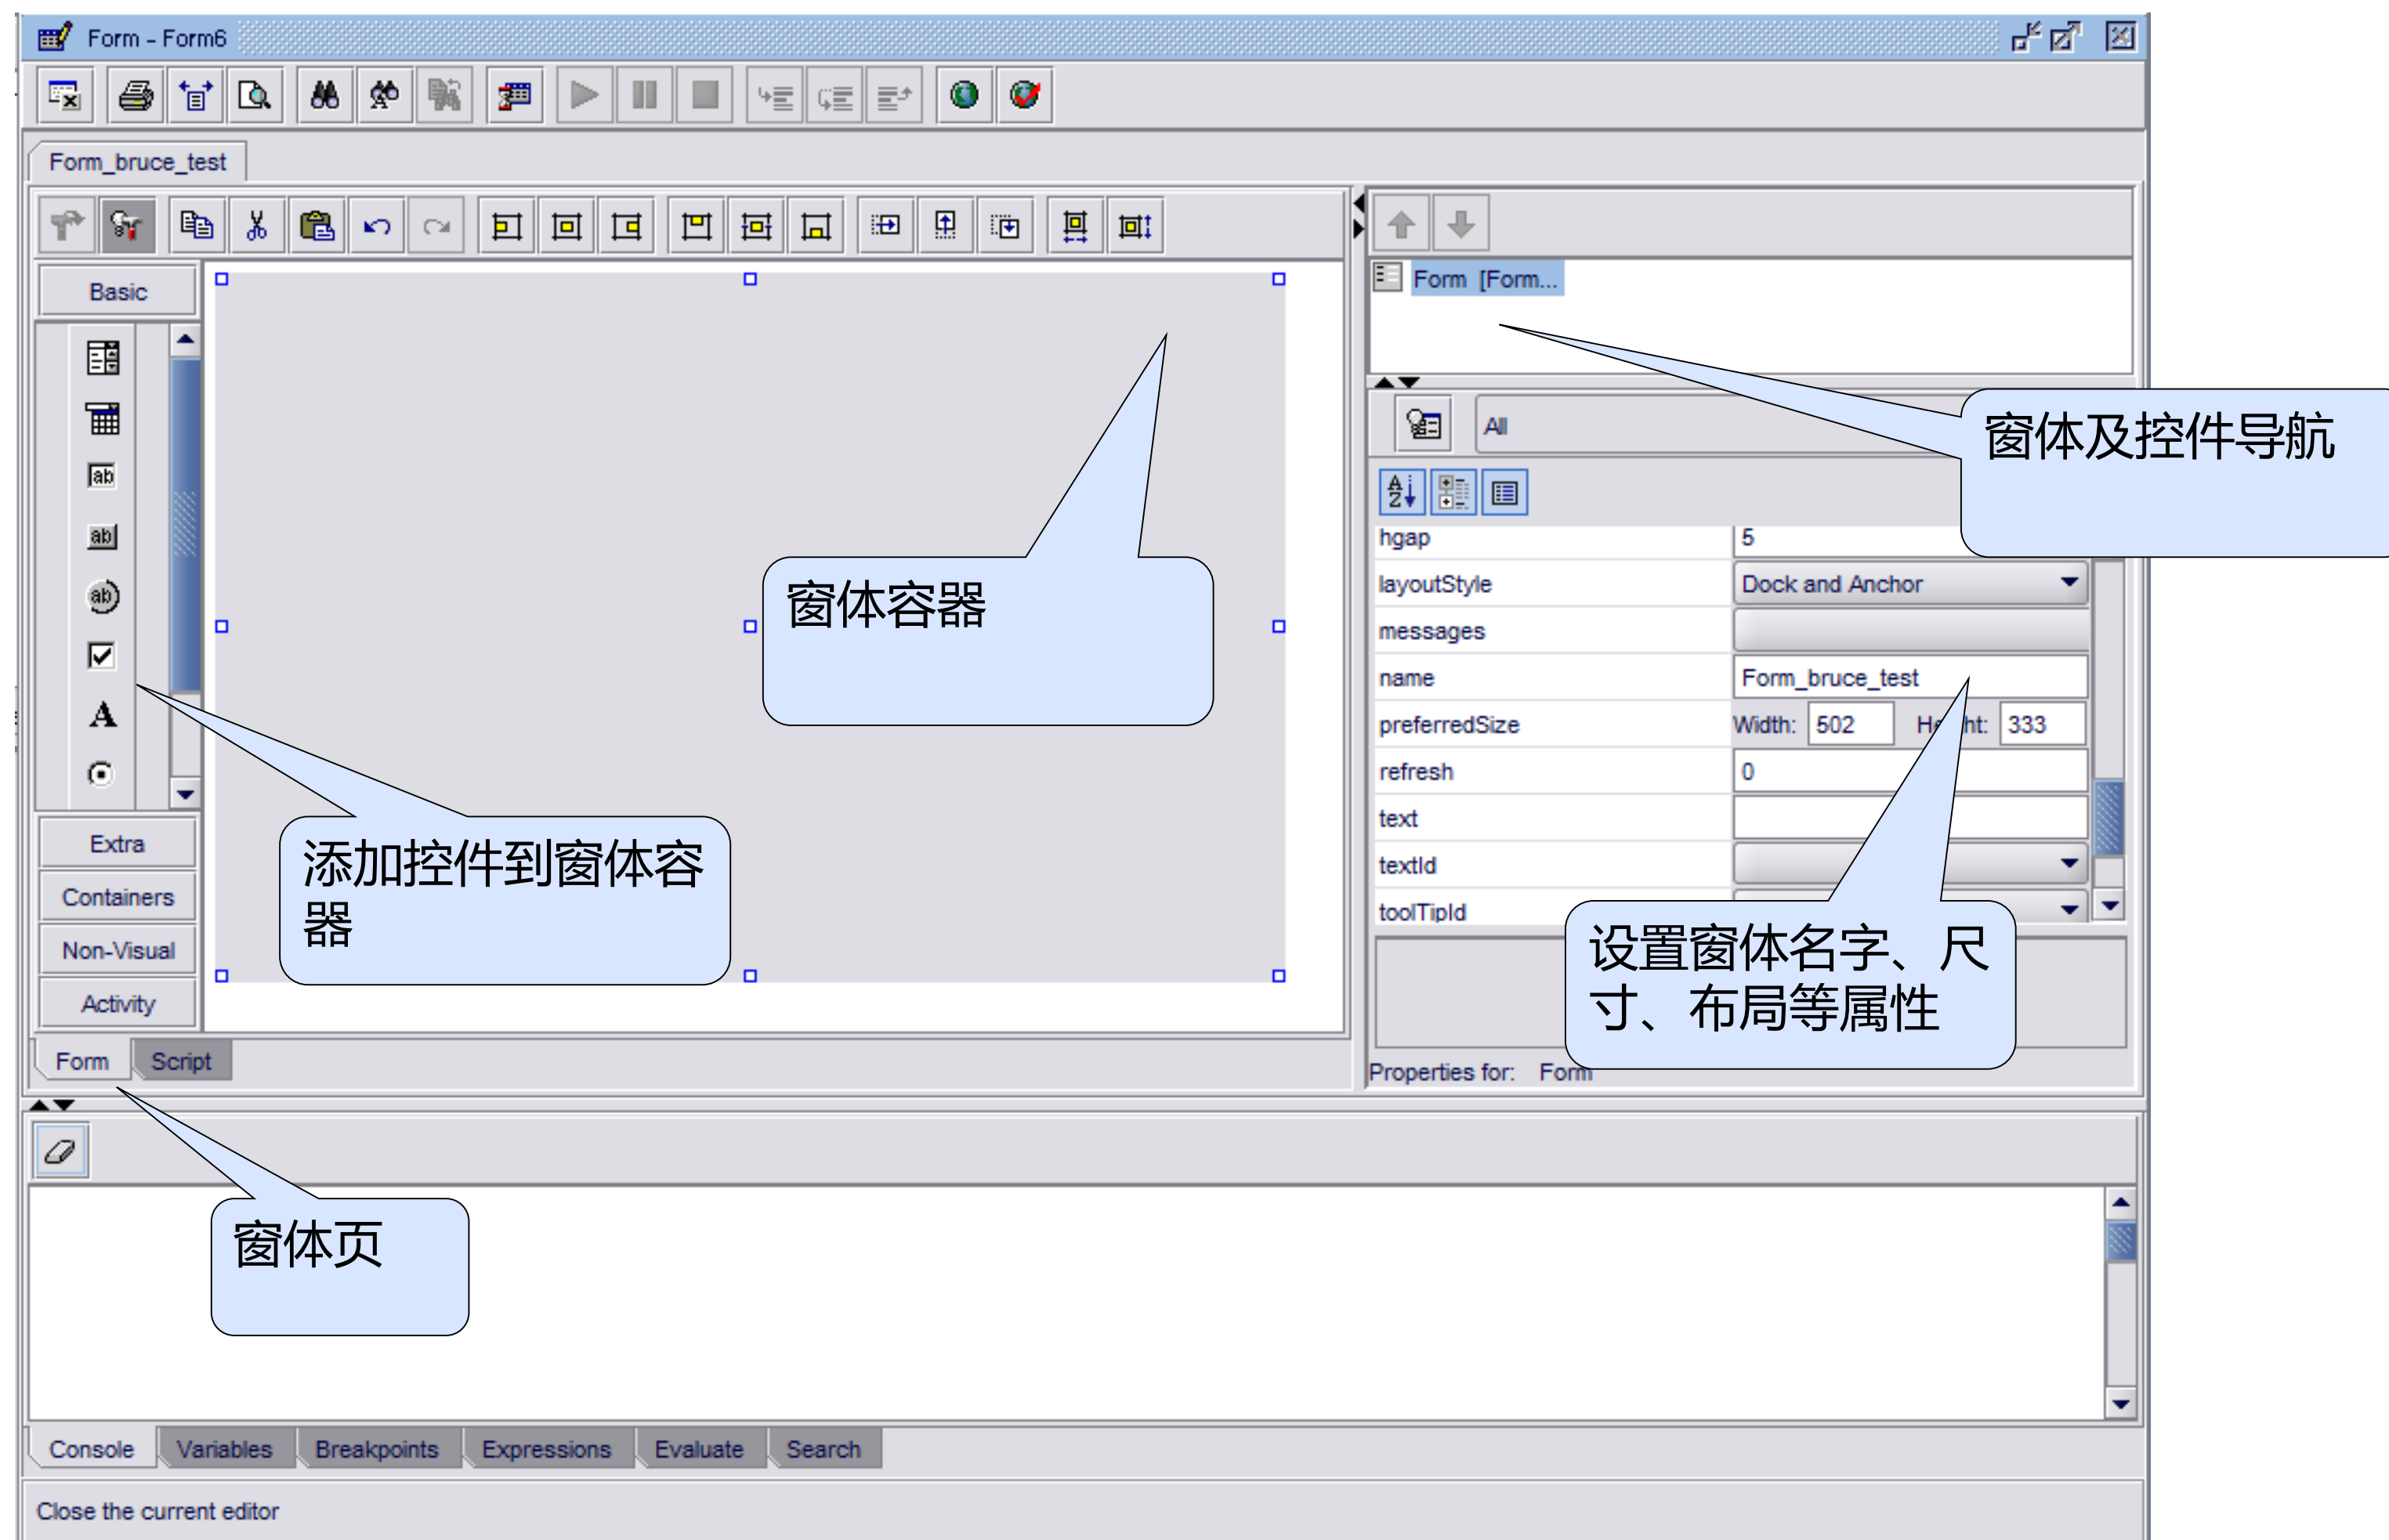 Form - Form6
Form_bruce_test
Basic
Form [Form...
窗体及控件导航
All
hgap 5
窗体容器
layoutStyle Dock and Anchor
messages
name Form_bruce_test
preferredSize Width: 502 333
refresh 0
text
textId
toolTipId
添加控件到窗体容
器
Extra
Containers
Non-Visual
Activity
设置窗体名字、尺
寸、布局等属性
Form Script
Properties for: Form
窗体页
Console Variables Breakpoints Expressions Evaluate Search
Close the current editor